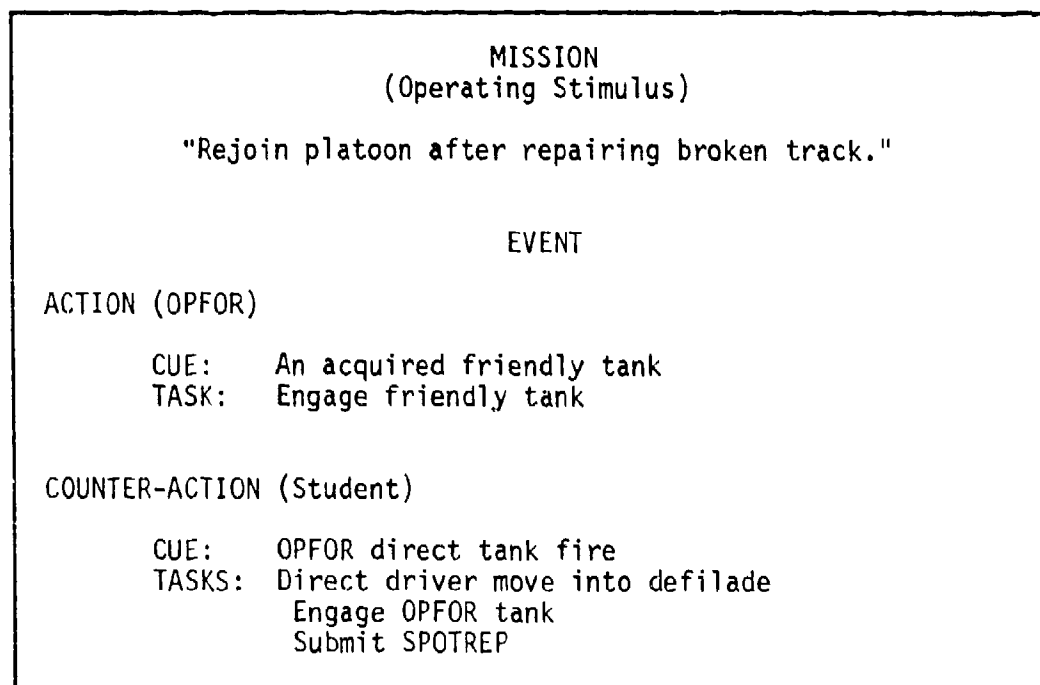 MISSION
(Operating Stimulus)
"Rejoin platoon after repairing broken track."
EVENT
ACTION (OPFOR)
CUE: An acquired friendly tank
TASK: Engage friendly tank
COUNTER-ACTION (Student)
CUE: OPFOR direct tank fire
TASKS: Direct driver move into defilade
Engage OPFOR tank
Submit SPOTREP